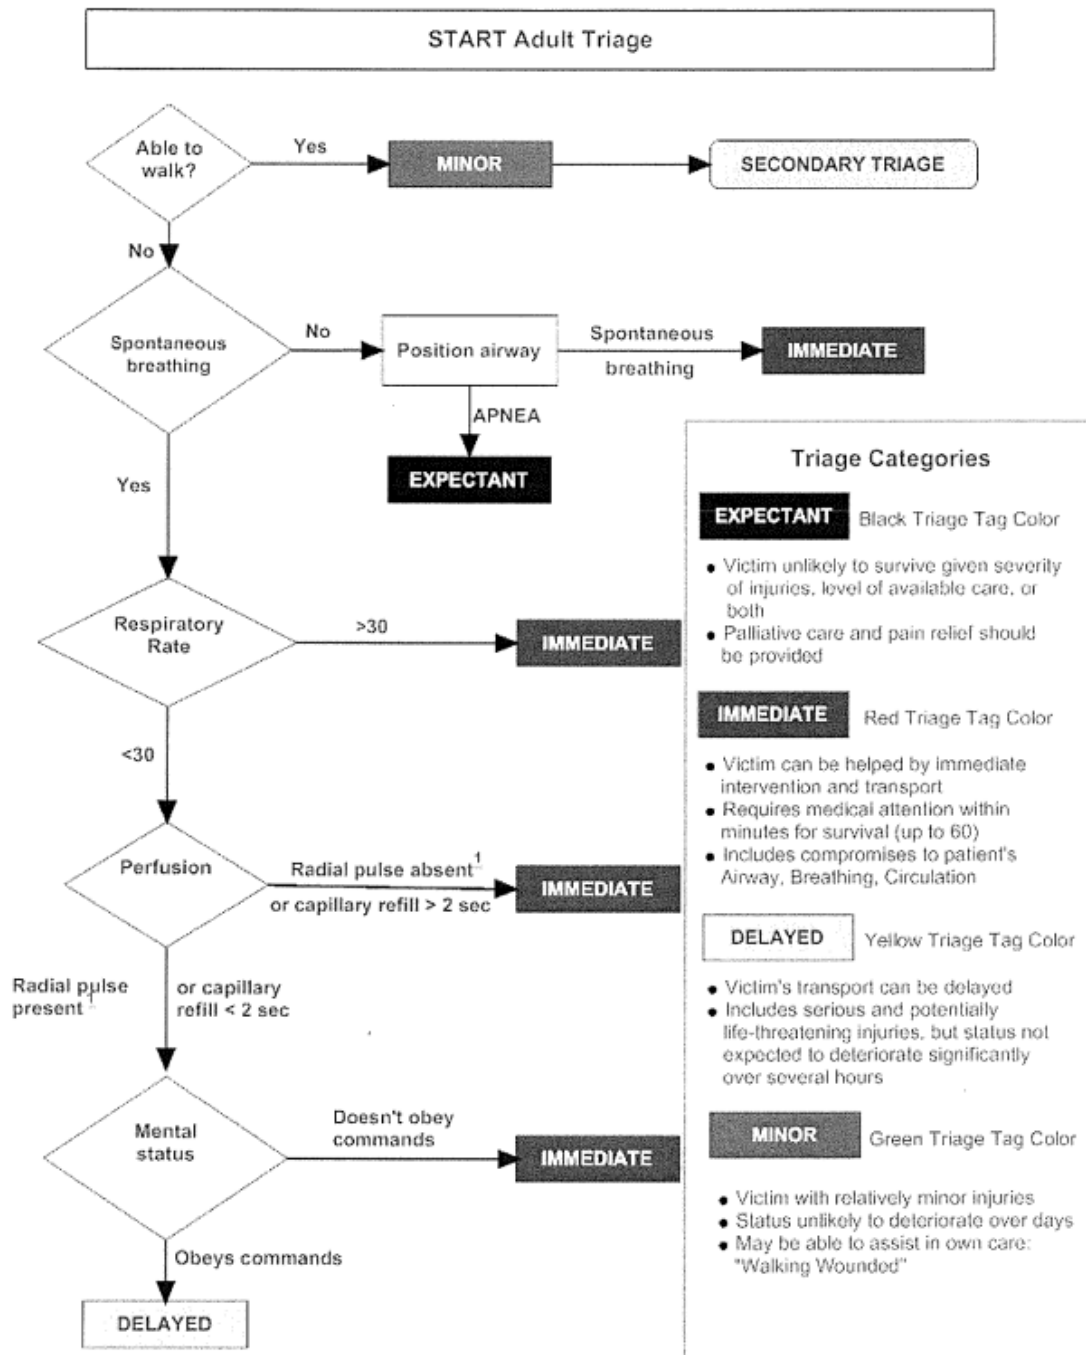 START Adult Triage
Able to
walk?
Yes
MINOR
SECONDARY TRIAGE
No
Spontaneous
breathing
No
Position airway
Spontaneous
breathing
IMMEDIATE
APNEA
EXPECTANT
Yes
Respiratory
Rate
>30
IMMEDIATE
<30
Perfusion
Radial pulse absent1
or capillary refill > 2 sec
IMMEDIATE
Radial pulse
present1
or capillary
refill < 2 sec
Mental
status
Doesn't obey
commands
IMMEDIATE
Obeys commands
DELAYED
Triage Categories
EXPECTANT Black Triage Tag Color
• Victim unlikely to survive given severity
of injuries, level of available care, or
both
• Palliative care and pain relief should
be provided
IMMEDIATE Red Triage Tag Color
• Victim can be helped by immediate
intervention and transport
• Requires medical attention within
minutes for survival (up to 60)
• Includes compromises to patient's
Airway, Breathing, Circulation
DELAYED Yellow Triage Tag Color
• Victim's transport can be delayed
• Includes serious and potentially
life-threatening injuries, but status not
expected to deteriorate significantly
over several hours
MINOR Green Triage Tag Color
• Victim with relatively minor injuries
• Status unlikely to deteriorate over days
• May be able to assist in own care:
"Walking Wounded"